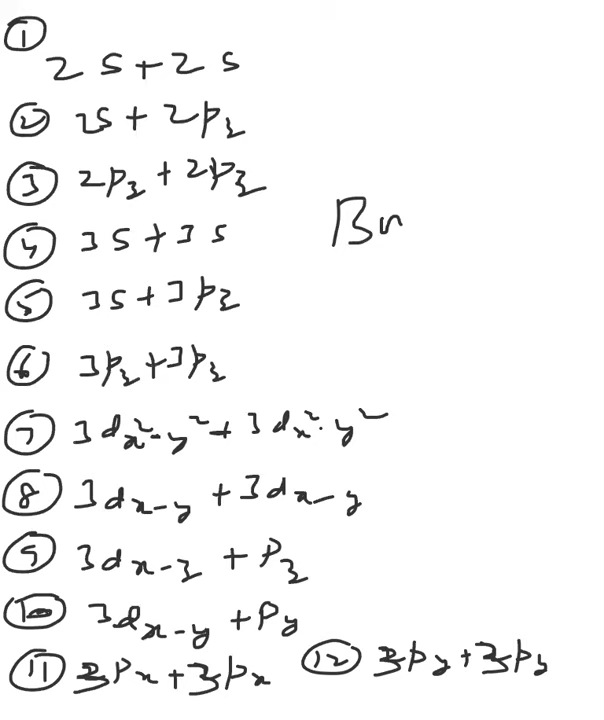 ①
2s+2s
② 2s + 2pz
③ 2pz + 2pz
④ 3s+3s
⑤ 3s+3pz
⑥ 3pz+3pz
⑦ 3dx²-y²+3dx²-y²
⑧ 3dx-y +3dx-y
⑨ 3dx-z + Pz
⑩ 3dx-y +Py
⑪ 3Px+3Px ⑫ 3py+3py